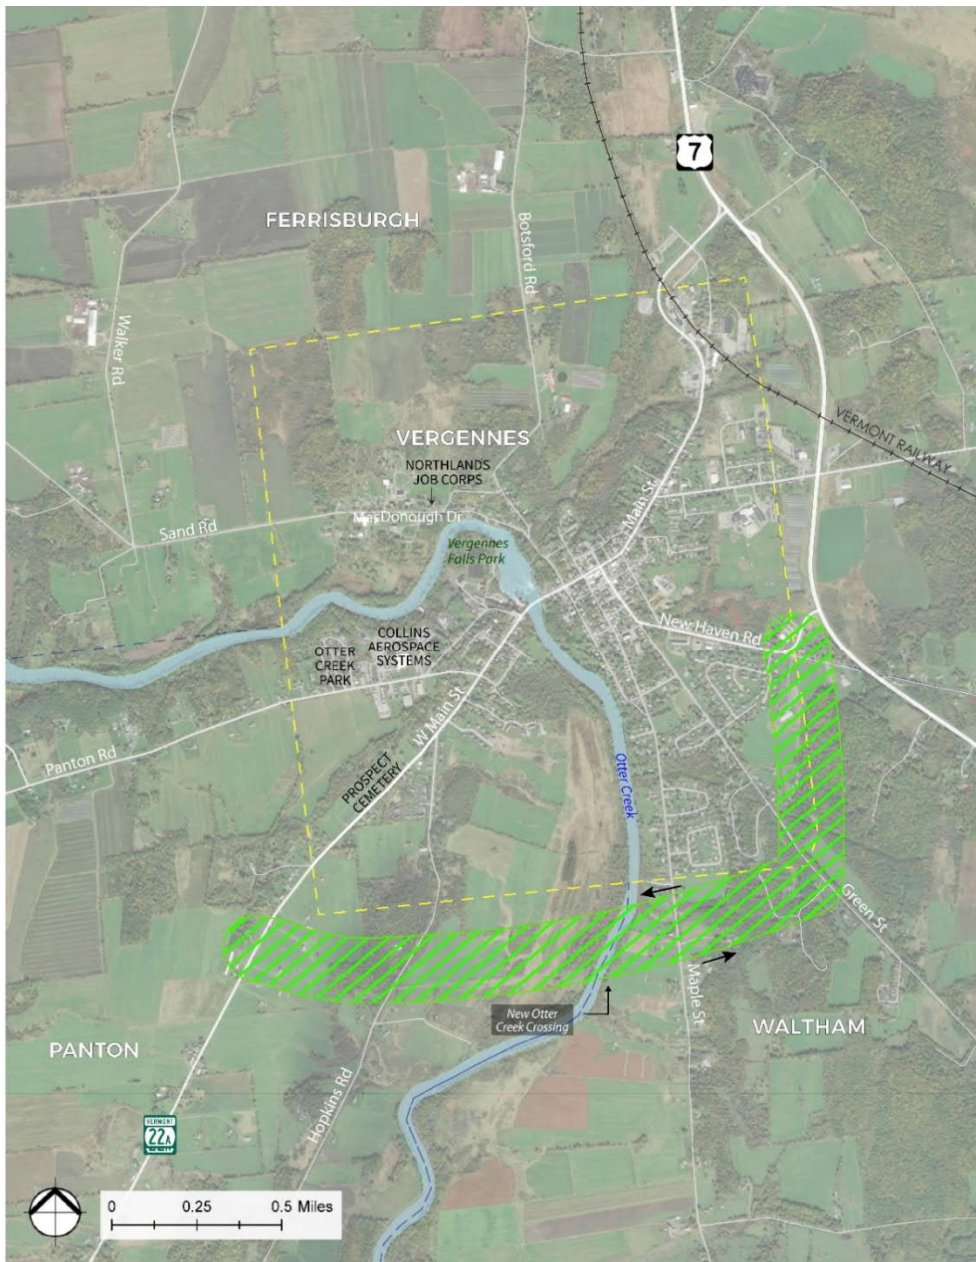 7
FERRISBURGH
Botsford Rd
Walker Rd
VERMONT RAILWAY
VERGENNES
NORTHLANDS
JOB CORPS
Main St
MacDonough Dr
Sand Rd
Vergennes
Falls Park
New Haven Rd
COLLINS
AEROSPACE
SYSTEMS
OTTER
CREEK
PARK
W Main St
Panton Rd
PROSPECT
CEMETERY
Otter Creek
Green St
Maple St
New Otter
Creek Crossing
WALTHAM
PANTON
Hopkins Rd
VERMONT
22A
0 0.25 0.5 Miles